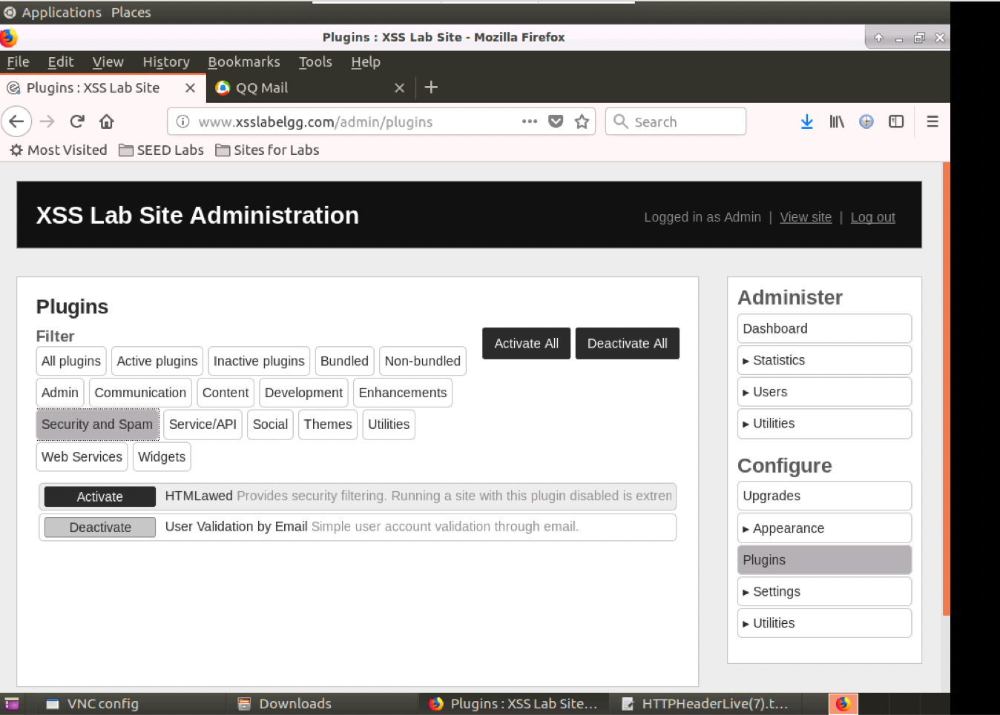 Applications Places
Plugins : XSS Lab Site - Mozilla Firefox
File Edit View History Bookmarks Tools Help
Plugins : XSS Lab Site QQ Mail
www.xsslabelgg.com/admin/plugins Search
Most Visited SEED Labs Sites for Labs
XSS Lab Site Administration
Logged in as Admin | View site | Log out
Plugins
Filter
Activate All Deactivate All
All plugins Active plugins Inactive plugins Bundled Non-bundled
Admin Communication Content Development Enhancements
Security and Spam Service/API Social Themes Utilities
Web Services Widgets
Activate HTMLawed Provides security filtering. Running a site with this plugin disabled is extrem
Deactivate User Validation by Email Simple user account validation through email.
Administer
Dashboard
▸ Statistics
▸ Users
▸ Utilities
Configure
Upgrades
▸ Appearance
Plugins
▸ Settings
▸ Utilities
VNC config Downloads Plugins : XSS Lab Site... HTTPHeaderLive(7).t...